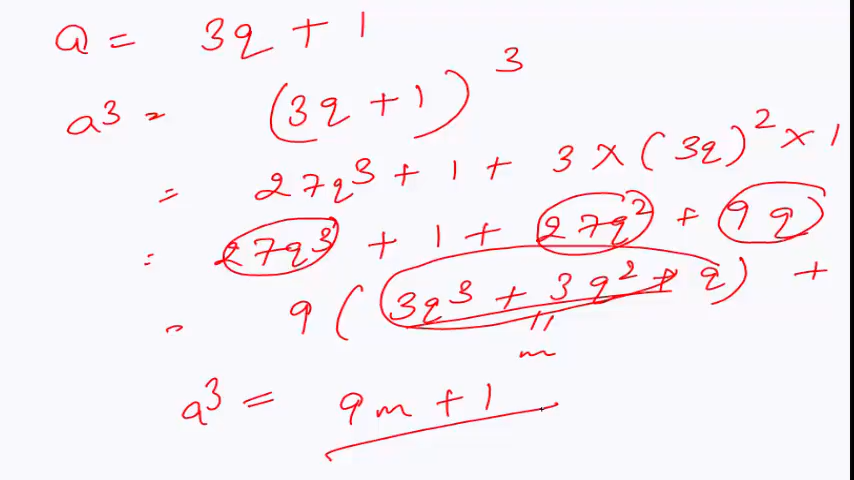 a = 3q + 1
a³ = (3q + 1)³
= 27q³ + 1 + 3 × (3q)² × 1
= 27q³ + 1 + 27q² + 9q
= 9(3q³ + 3q² + q) +
//
m
a³ = 9m + 1